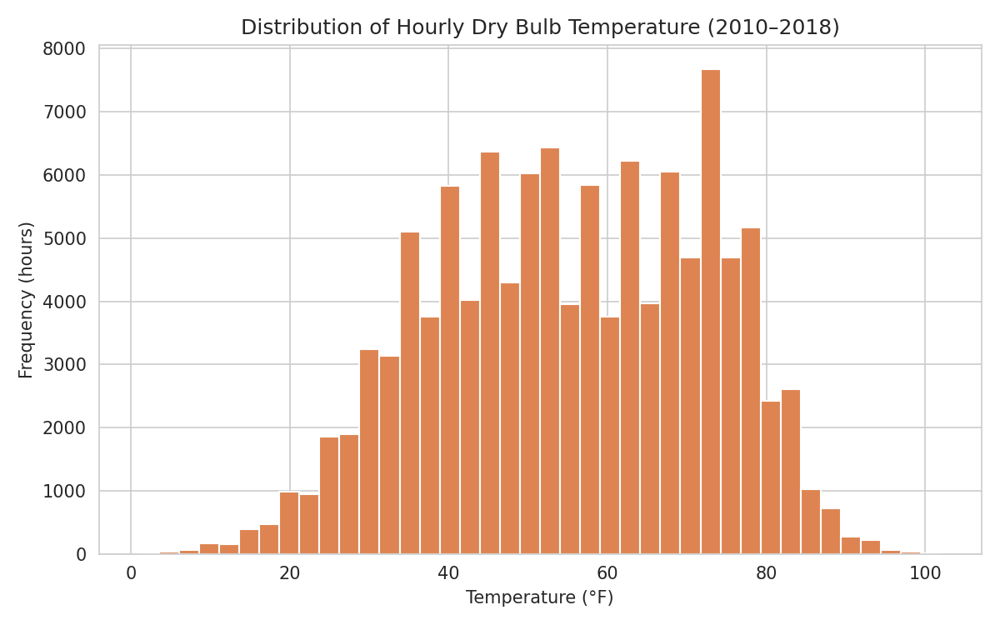 Distribution of Hourly Dry Bulb Temperature (2010–2018)
8000
7000
6000
5000
4000
3000
2000
1000
0
Frequency (hours)
0 20 40 60 80 100
Temperature (°F)